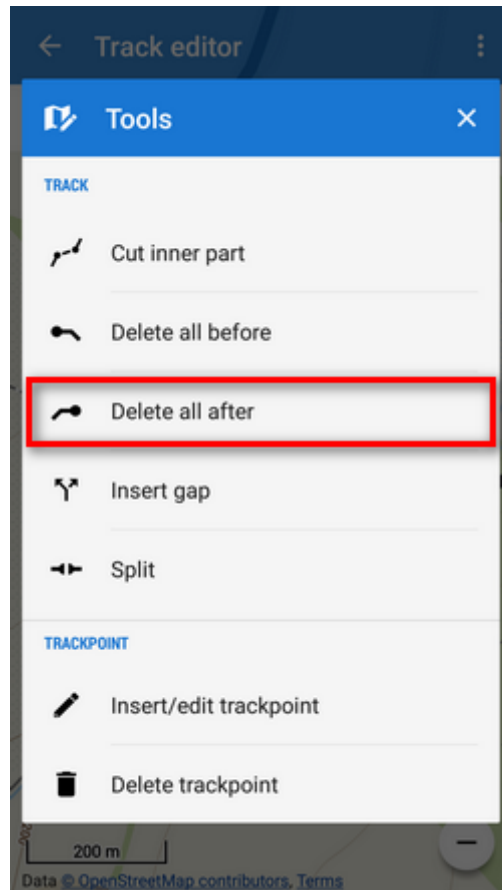 Track editor
Tools
TRACK
Cut inner part
Delete all before
Delete all after
Insert gap
Split
TRACKPOINT
Insert/edit trackpoint
Delete trackpoint
200
200 m
Data © OpenStreetMap contributors, Terms